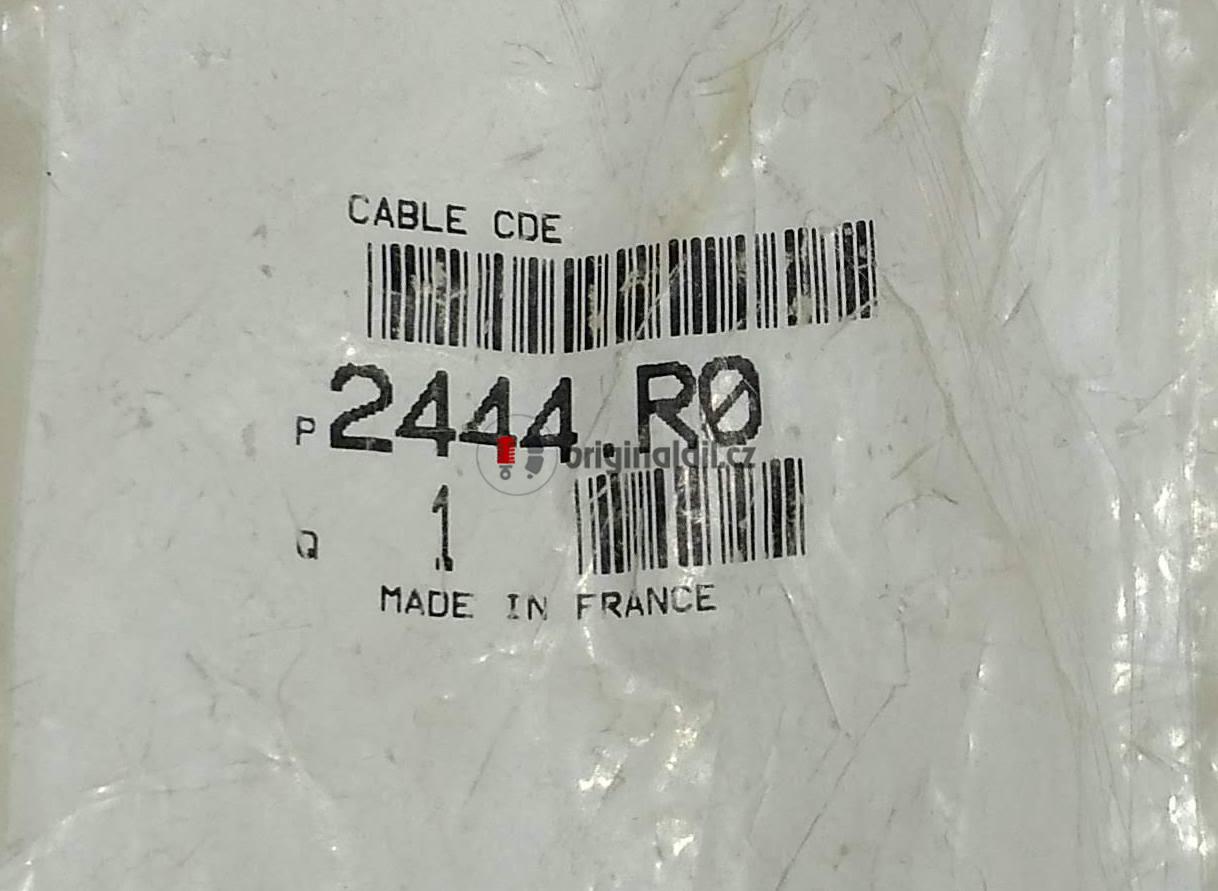 CABLE CDE
P 2444.R0
originaldil.cz
Q 1
MADE IN FRANCE